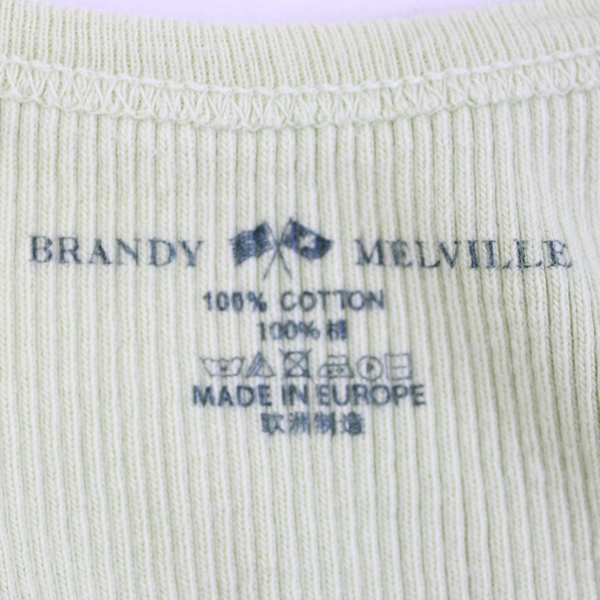 BRANDY MELVILLE
100% COTTON
100% 棉
MADE IN EUROPE
欧洲制造